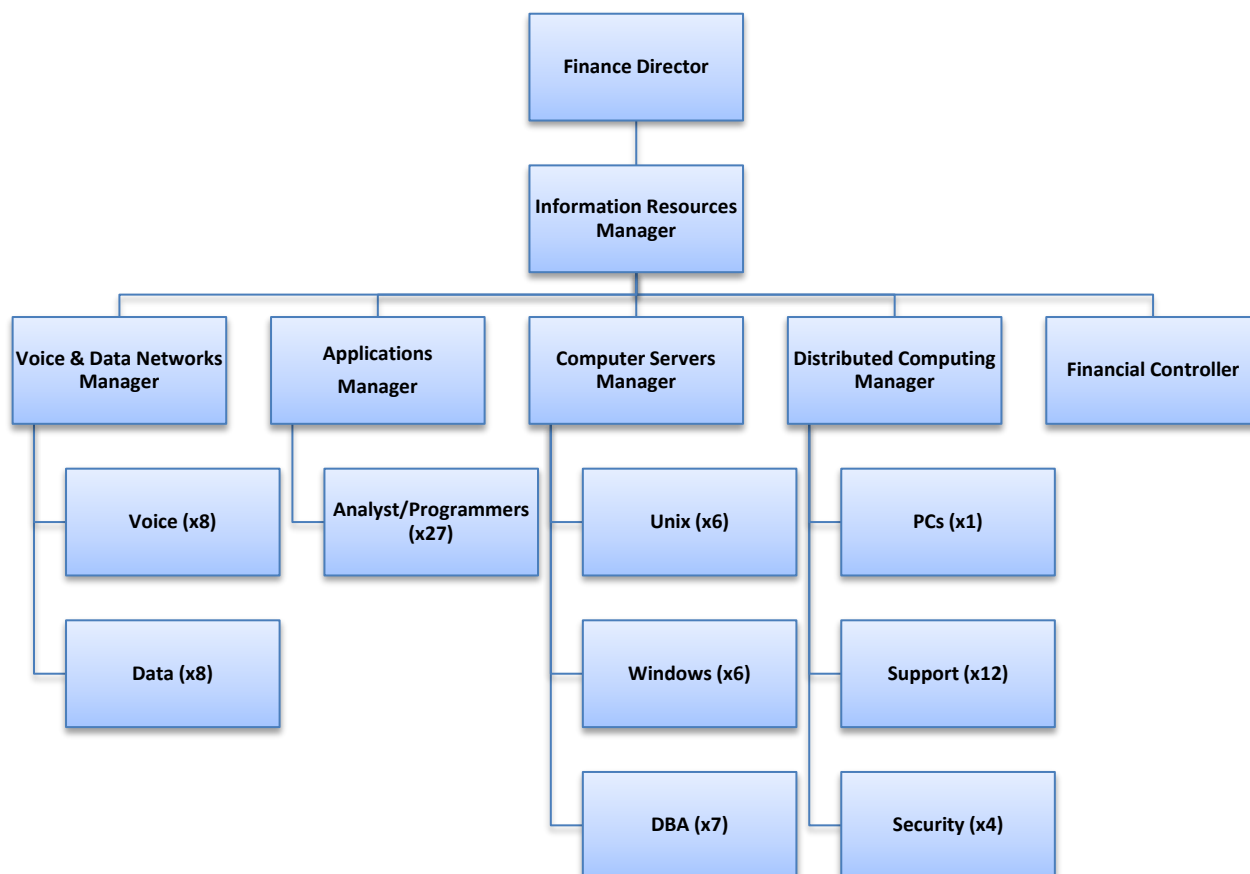 Finance Director
Information Resources
Manager
Voice & Data Networks
Manager
Applications
Manager
Computer Servers
Manager
Distributed Computing
Manager
Financial Controller
Voice (x8)
Analyst/Programmers
(x27)
Unix (x6)
PCs (x1)
Data (x8)
Windows (x6)
Support (x12)
DBA (x7)
Security (x4)